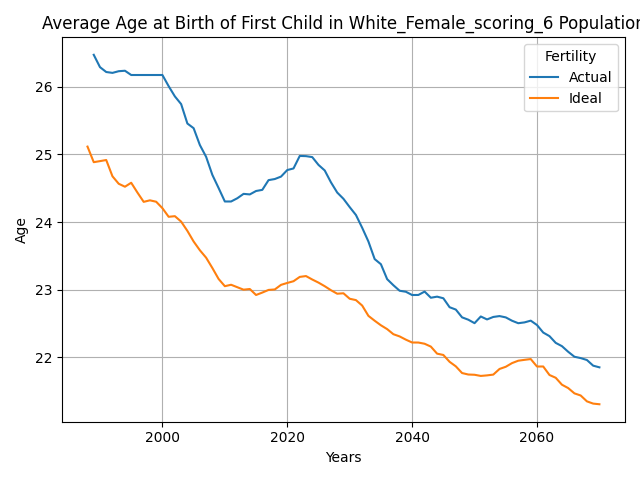 Average Age at Birth of First Child in White_Female_scoring_6 Population
Fertility
Actual
Ideal
26
25
24
23
22
Age
2000
2020
2040
2060
Years